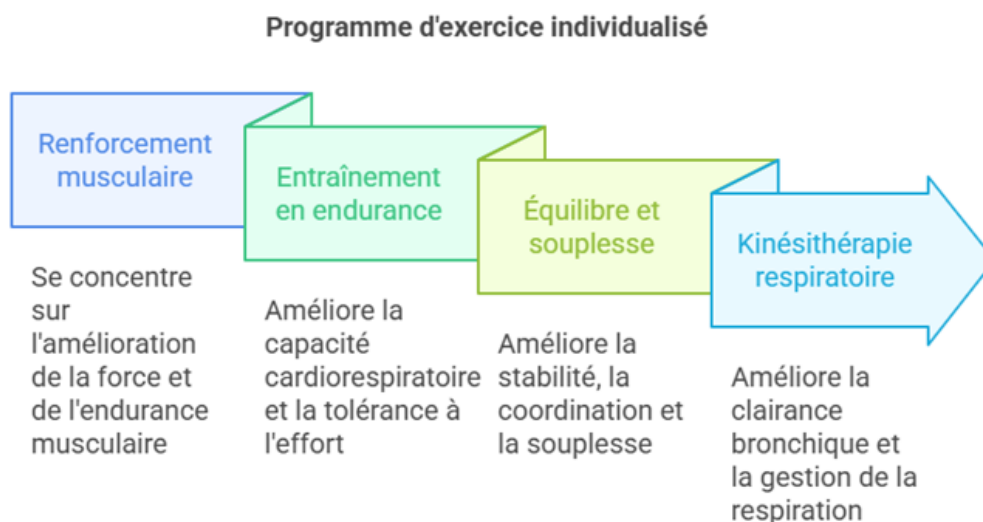 Programme d'exercice individualisé
Renforcement
musculaire
Se concentre
sur
l'amélioration
de la force et
de l'endurance
musculaire
Entraînement
en endurance
Améliore la
capacité
cardiorespiratoire
et la tolérance à
l'effort
Équilibre et
souplesse
Améliore la
stabilité, la
coordination et
la souplesse
Kinésithérapie
respiratoire
Améliore la
clairance
bronchique et
la gestion de la
respiration